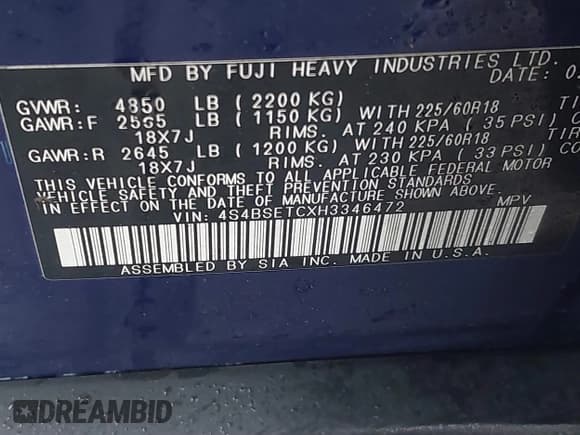 MFD BY FUJI HEAVY INDUSTRIES LTD.
DATE: 0
GVWR: 4850 LB ( 2200 KG)
GAWR:F 2565 LB ( 1150 KG) WITH 225/60R18
18X7J RIMS. AT 240 KPA ( 35 PSI)
GAWR:R 2645 LB ( 1200 KG) WITH 225/60R18
18X7J RIMS. AT 230 KPA ( 33 PSI)
THIS VEHICLE CONFORMS TO ALL APPLICABLE FEDERAL MOTOR
VEHICLE SAFETY AND THEFT PREVENTION STANDARDS
IN EFFECT ON THE DATE OF MANUFACTURE SHOWN ABOVE.
VIN: 4S4BSETCXH3346472 MPV
ASSEMBLED BY SIA INC. MADE IN U.S.A.
DREAMBID